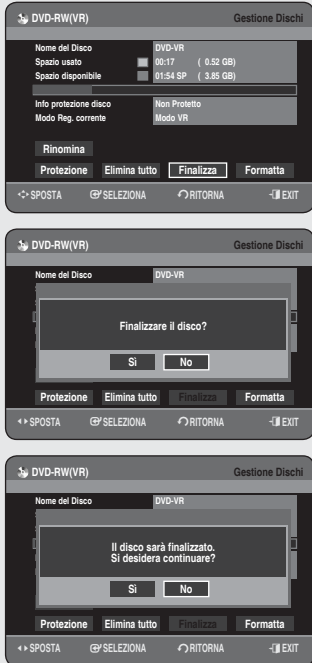 DVD-RW(VR) Gestione Dischi
Nome del Disco DVD-VR
Spazio usato 00:17 ( 0.52 GB)
Spazio disponibile 01:54 SP ( 3.85 GB)
Info protezione disco Non Protetto
Modo Reg. corrente Modo VR
Rinomina
Protezione Elimina tutto Finalizza Formatta
SPOSTA SELEZIONA RITORNA EXIT
DVD-RW(VR) Gestione Dischi
Nome del Disco DVD-VR
Finalizzare il disco?
Sì No
Protezione Elimina tutto Finalizza Formatta
SPOSTA SELEZIONA RITORNA EXIT
DVD-RW(VR) Gestione Dischi
Nome del Disco DVD-VR
Il disco sarà finalizzato.
Si desidera continuare?
Sì No
Protezione Elimina tutto Finalizza Formatta
SPOSTA SELEZIONA RITORNA EXIT